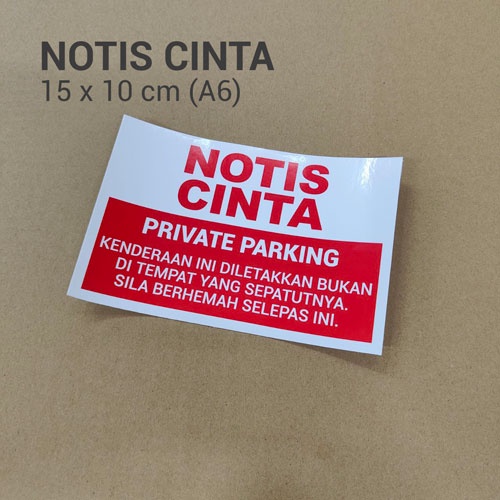 NOTIS CINTA
15 x 10 cm (A6)
NOTIS
CINTA
PRIVATE PARKING
KENDERAAN INI DILETAKKAN BUKAN
DI TEMPAT YANG SEPATUTNYA.
SILA BERHEMAH SELEPAS INI.